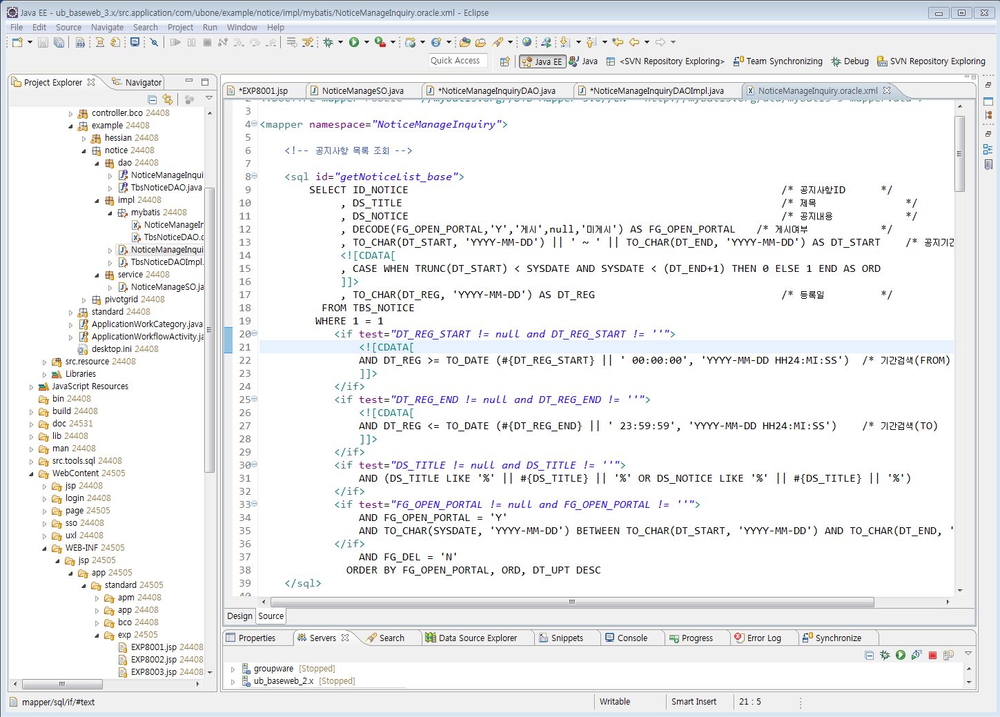 Java EE - ub_baseweb_3.x/src.application/com/ubone/example/notice/impl/mybatis/NoticeManageInquiry.oracle.xml - Eclipse
File Edit Source Navigate Search Project Run Window Help
Quick Access Java EE Java <SVN Repository Exploring> Team Synchronizing Debug SVN Repository Exploring
Project Explorer Navigator
controller.bco 24408
example 24408
hessian 24408
notice 24408
dao 24408
NoticeManageInqui
TbsNoticeDAO.java
impl 24408
mybatis 24408
NoticeManageIr
TbsNoticeDAO.c
NoticeManageInqui
TbsNoticeDAOImpl.
service 24408
NoticeManageSO.ja
pivotgrid 24408
standard 24408
ApplicationWorkCategory.java
ApplicationWorkflowActivity.ja
desktop.ini 24408
src.resource 24408
Libraries
JavaScript Resources
bin 24408
build 24408
doc 24531
lib 24408
man 24408
src.tools.sql 24408
WebContent 24505
jsp 24408
login 24408
page 24505
sso 24408
uxl 24408
WEB-INF 24505
jsp 24505
app 24505
standard 24505
apm 24408
app 24408
bco 24408
exp 24505
EXP8001.jsp 24408
EXP8002.jsp 24408
EXP8003.jsp 24408
*EXP8001.jsp NoticeManageSO.java *NoticeManageInquiryDAO.java *NoticeManageInquiryDAOImpl.java NoticeManageInquiry.oracle.xml
3
4 <mapper namespace="NoticeManageInquiry">
5
6 <!-- 공지사항 목록 조회 -->
7
8 <sql id="getNoticeList_base">
9 SELECT ID_NOTICE /* 공지사항ID */
10 , DS_TITLE /* 제목 */
11 , DS_NOTICE /* 공지내용 */
12 , DECODE(FG_OPEN_PORTAL,'Y','게시',null,'미게시') AS FG_OPEN_PORTAL /* 게시여부 */
13 , TO_CHAR(DT_START, 'YYYY-MM-DD') || ' ~ ' || TO_CHAR(DT_END, 'YYYY-MM-DD') AS DT_START /* 공지기간
14 <![CDATA[
15 , CASE WHEN TRUNC(DT_START) < SYSDATE AND SYSDATE < (DT_END+1) THEN 0 ELSE 1 END AS ORD
16 ]]>
17 , TO_CHAR(DT_REG, 'YYYY-MM-DD') AS DT_REG /* 등록일 */
18 FROM TBS_NOTICE
19 WHERE 1 = 1
20 <if test="DT_REG_START != null and DT_REG_START != ''">
21 <![CDATA[
22 AND DT_REG >= TO_DATE (#{DT_REG_START} || ' 00:00:00', 'YYYY-MM-DD HH24:MI:SS') /* 기간검색(FROM)
23 ]]>
24 </if>
25 <if test="DT_REG_END != null and DT_REG_END != ''">
26 <![CDATA[
27 AND DT_REG <= TO_DATE (#{DT_REG_END} || ' 23:59:59', 'YYYY-MM-DD HH24:MI:SS') /* 기간검색(TO)
28 ]]>
29 </if>
30 <if test="DS_TITLE != null and DS_TITLE != ''">
31 AND (DS_TITLE LIKE '%' || #{DS_TITLE} || '%' OR DS_NOTICE LIKE '%' || #{DS_TITLE} || '%')
32 </if>
33 <if test="FG_OPEN_PORTAL != null and FG_OPEN_PORTAL != ''">
34 AND FG_OPEN_PORTAL = 'Y'
35 AND TO_CHAR(SYSDATE, 'YYYY-MM-DD') BETWEEN TO_CHAR(DT_START, 'YYYY-MM-DD') AND TO_CHAR(DT_END, '
36 </if>
37 AND FG_DEL = 'N'
38 ORDER BY FG_OPEN_PORTAL, ORD, DT_UPT DESC
39 </sql>
Design Source
Properties Servers Search Data Source Explorer Snippets Console Progress Error Log Synchronize
groupware [Stopped]
ub_baseweb_2.x [Stopped]
mapper/sql/if/#text Writable Smart Insert 21 : 5